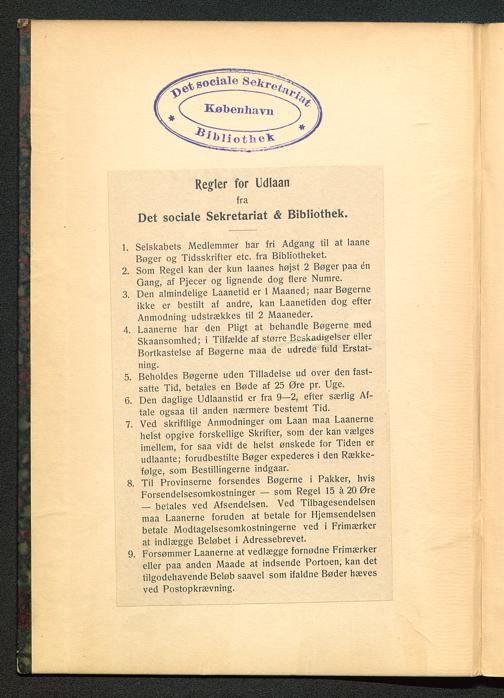 Det sociale Sekretariat
København
* Bibliothek *
Regler for Udlaan
fra
Det sociale Sekretariat & Bibliothek.
1. Selskabets Medlemmer har fri Adgang til at laane
Bøger og Tidsskrifter etc. fra Bibliotheket.
2. Som Regel kan der kun laanes højst 2 Bøger paa én
Gang, af Pjecer og lignende dog flere Numre.
3. Den almindelige Laanetid er 1 Maaned; naar Bøgerne
ikke er bestilt af andre, kan Laanetiden dog efter
Anmodning udstrækkes til 2 Maaneder.
4. Laanerne har den Pligt at behandle Bøgerne med
Skaansomhed; i Tilfælde af større Beskadigelser eller
Bortkastelse af Bøgerne maa de udrede fuld Erstat-
ning.
5. Beholdes Bøgerne uden Tilladelse ud over den fast-
satte Tid, betales en Bøde af 25 Øre pr. Uge.
6. Den daglige Udlaanstid er fra 9—2, efter særlig Af-
tale ogsaa til anden nærmere bestemt Tid.
7. Ved skriftlige Anmodninger om Laan maa Laanerne
helst opgive forskellige Skrifter, som der kan vælges
imellem, for saa vidt de helst ønskede for Tiden er
udlaante; forudbestilte Bøger expederes i den Række-
følge, som Bestillingerne indgaar.
8. Til Provinserne forsendes Bøgerne i Pakker, hvis
Forsendelsesomkostninger — som Regel 15 à 20 Øre
— betales ved Afsendelsen. Ved Tilbagesendelsen
maa Laanerne foruden at betale for Hjemsendelsen
betale Modtagelsesomkostningerne ved i Frimærker
at indlægge Beløbet i Adressebrevet.
9. Forsømmer Laanerne at vedlægge fornødne Frimærker
eller paa anden Maade at indsende Portoen, kan det
tilgodehavende Beløb saavel som ifaldne Bøder hæves
ved Postopkrævning.